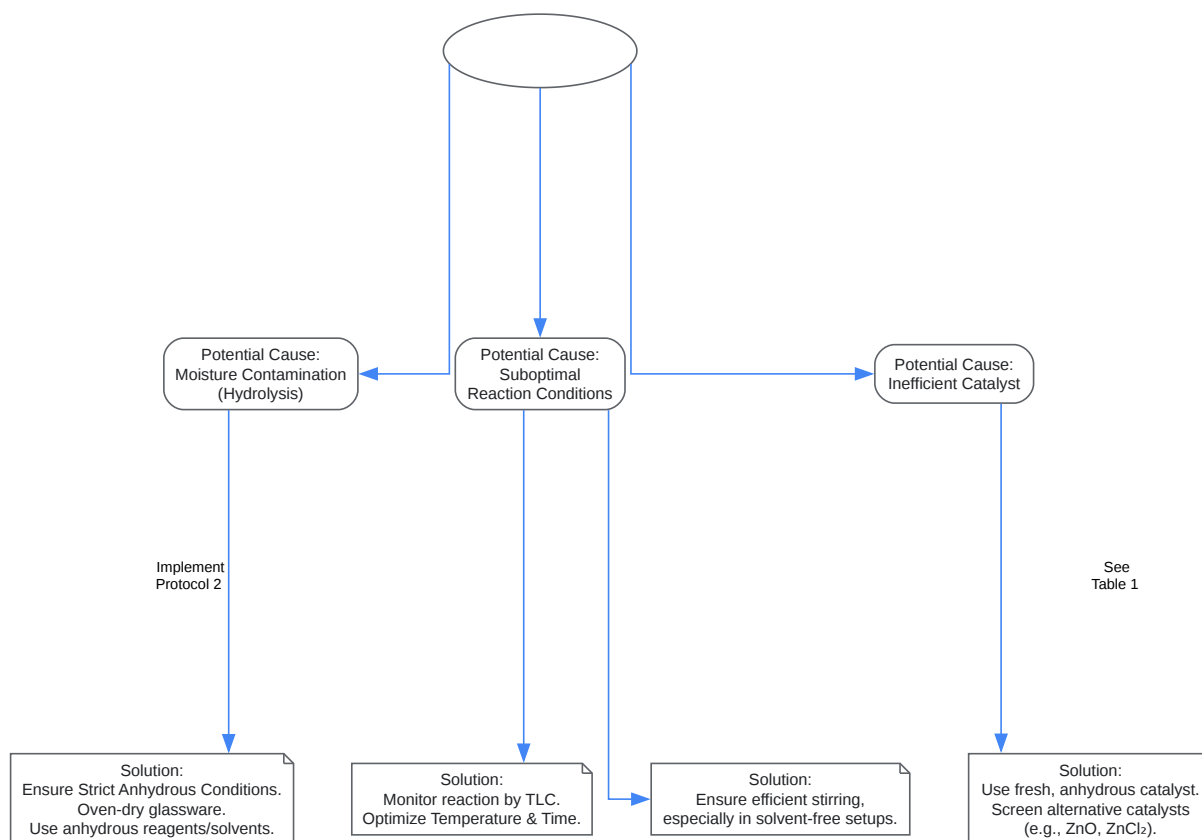 Potential Cause:
Moisture Contamination
(Hydrolysis)
Potential Cause:
Suboptimal
Reaction Conditions
Potential Cause:
Inefficient Catalyst
Implement
Protocol 2
See
Table 1
Solution:
Ensure Strict Anhydrous Conditions.
Oven-dry glassware.
Use anhydrous reagents/solvents.
Solution:
Monitor reaction by TLC.
Optimize Temperature & Time.
Solution:
Ensure efficient stirring,
especially in solvent-free setups.
Solution:
Use fresh, anhydrous catalyst.
Screen alternative catalysts
(e.g., ZnO, ZnCl₂).